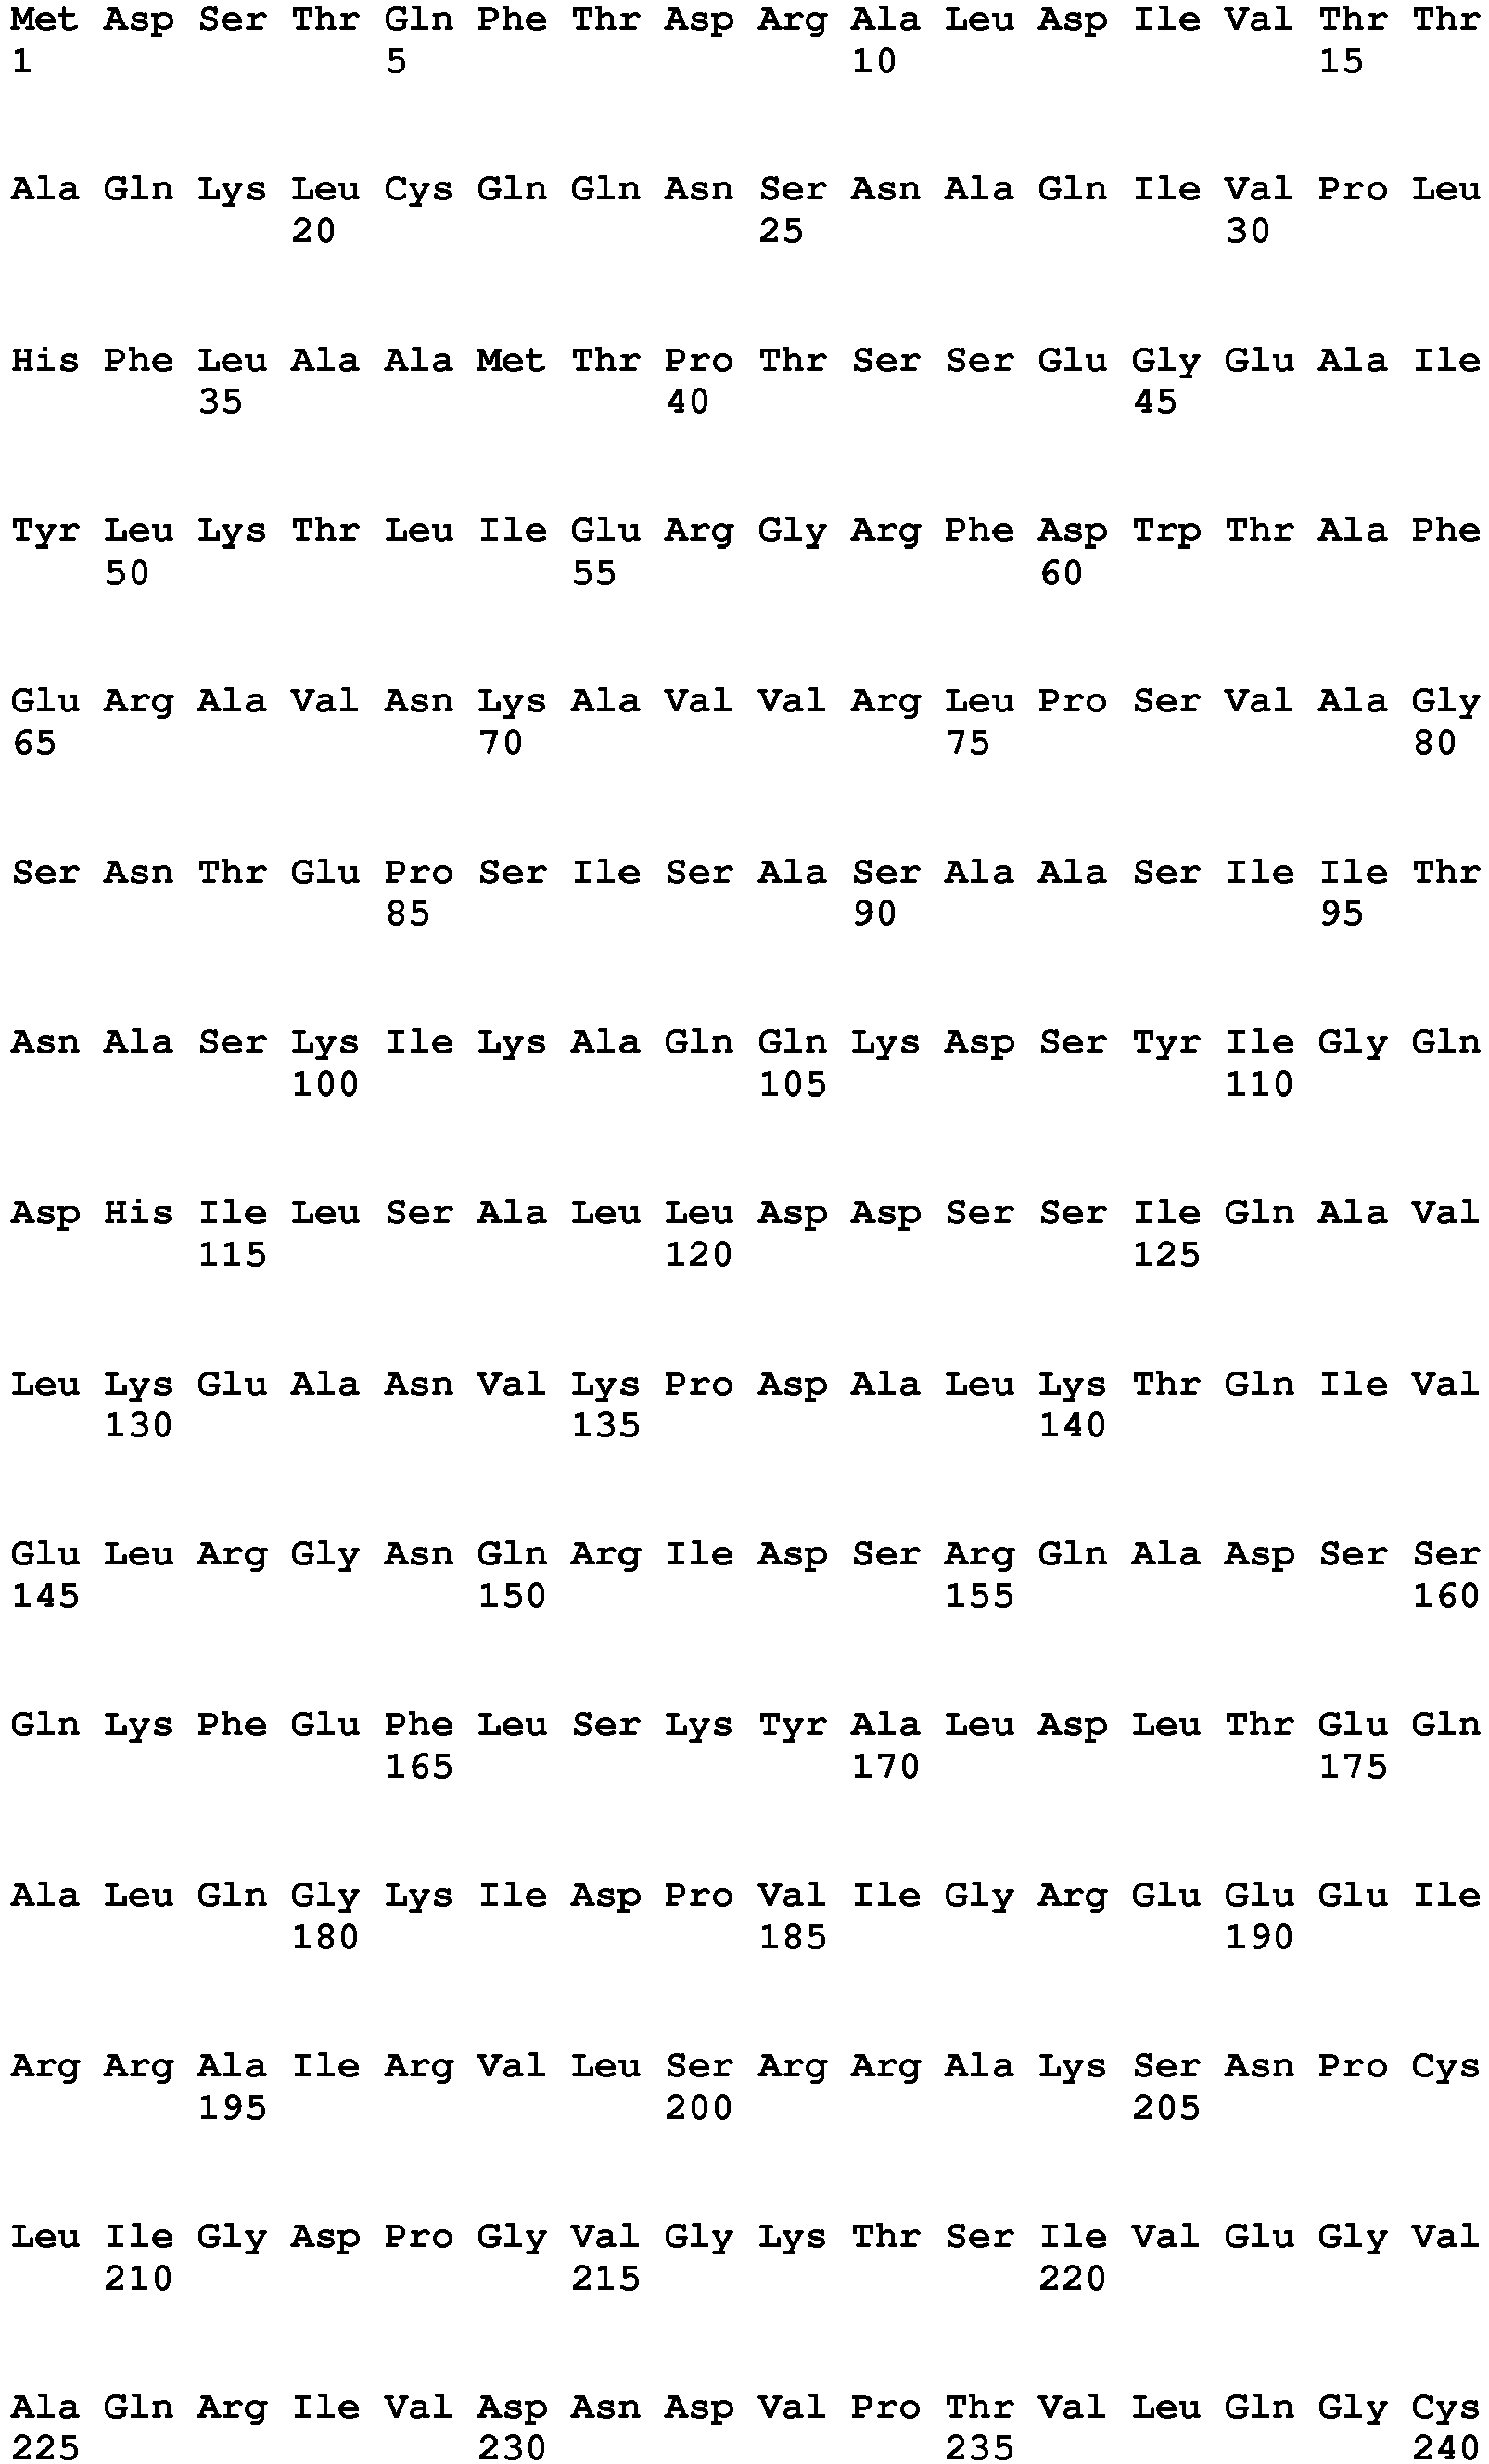 Met Asp Ser Thr Gln Phe Thr Asp Arg Ala Leu Asp Ile Val Thr Thr
1 5 10 15
Ala Gln Lys Leu Cys Gln Gln Asn Ser Asn Ala Gln Ile Val Pro Leu
20 25 30
His Phe Leu Ala Ala Met Thr Pro Thr Ser Ser Glu Gly Glu Ala Ile
35 40 45
Tyr Leu Lys Thr Leu Ile Glu Arg Gly Arg Phe Asp Trp Thr Ala Phe
50 55 60
Glu Arg Ala Val Asn Lys Ala Val Val Arg Leu Pro Ser Val Ala Gly
65 70 75 80
Ser Asn Thr Glu Pro Ser Ile Ser Ala Ser Ala Ala Ser Ile Ile Thr
85 90 95
Asn Ala Ser Lys Ile Lys Ala Gln Gln Lys Asp Ser Tyr Ile Gly Gln
100 105 110
Asp His Ile Leu Ser Ala Leu Leu Asp Asp Ser Ser Ile Gln Ala Val
115 120 125
Leu Lys Glu Ala Asn Val Lys Pro Asp Ala Leu Lys Thr Gln Ile Val
130 135 140
Glu Leu Arg Gly Asn Gln Arg Ile Asp Ser Arg Gln Ala Asp Ser Ser
145 150 155 160
Gln Lys Phe Glu Phe Leu Ser Lys Tyr Ala Leu Asp Leu Thr Glu Gln
165 170 175
Ala Leu Gln Gly Lys Ile Asp Pro Val Ile Gly Arg Glu Glu Glu Ile
180 185 190
Arg Arg Ala Ile Arg Val Leu Ser Arg Arg Ala Lys Ser Asn Pro Cys
195 200 205
Leu Ile Gly Asp Pro Gly Val Gly Lys Thr Ser Ile Val Glu Gly Val
210 215 220
Ala Gln Arg Ile Val Asp Asn Asp Val Pro Thr Val Leu Gln Gly Cys
225 230 235 240